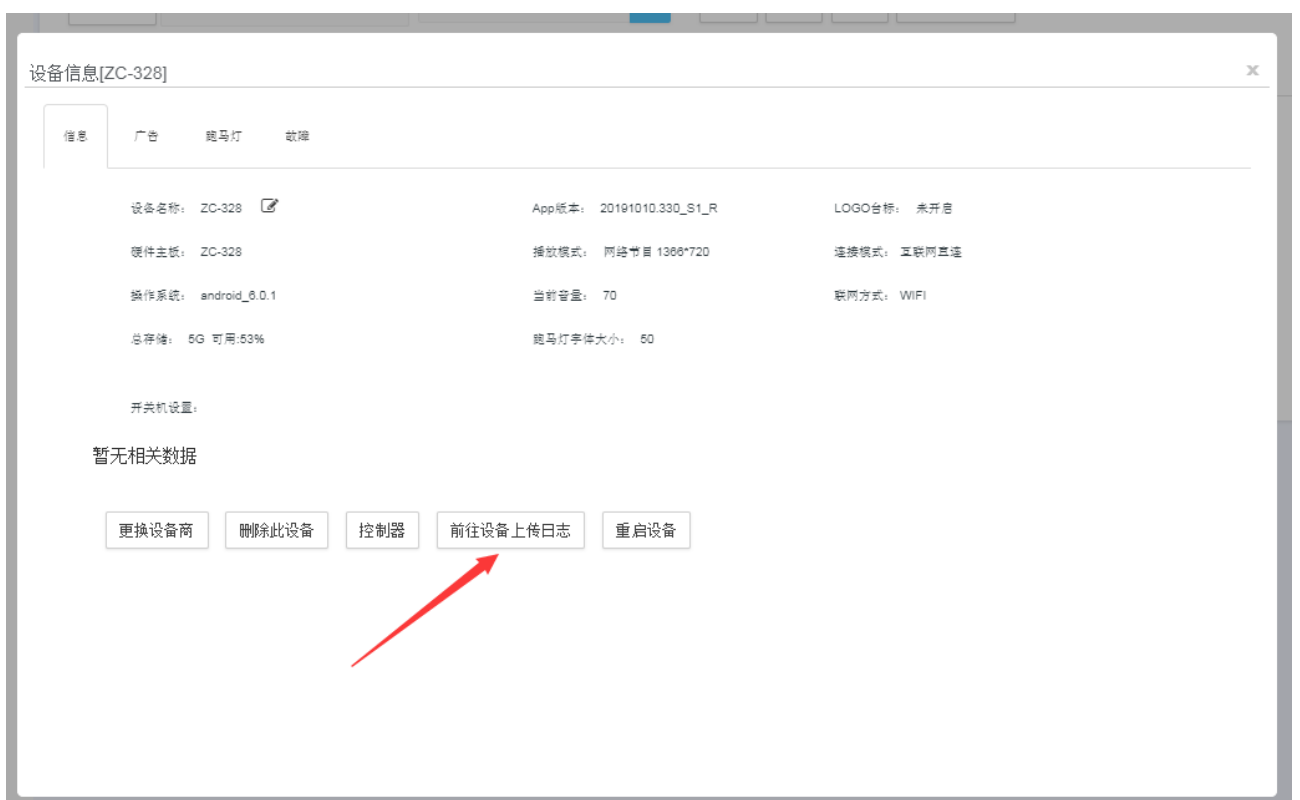 设备信息[ZC-328]
x
信息 广告 跑马灯 故障
设备名称： ZC-328 App版本： 20191010.330_S1_R LOGO台标： 未开启
硬件主板： ZC-328 播放模式： 网络节目 1366*720 连接模式： 互联网直连
操作系统： android_6.0.1 当前音量： 70 联网方式： WIFI
总存储： 5G 可用:53% 跑马灯字体大小： 50
开关机设置：
暂无相关数据
更换设备商 删除此设备 控制器 前往设备上传日志 重启设备